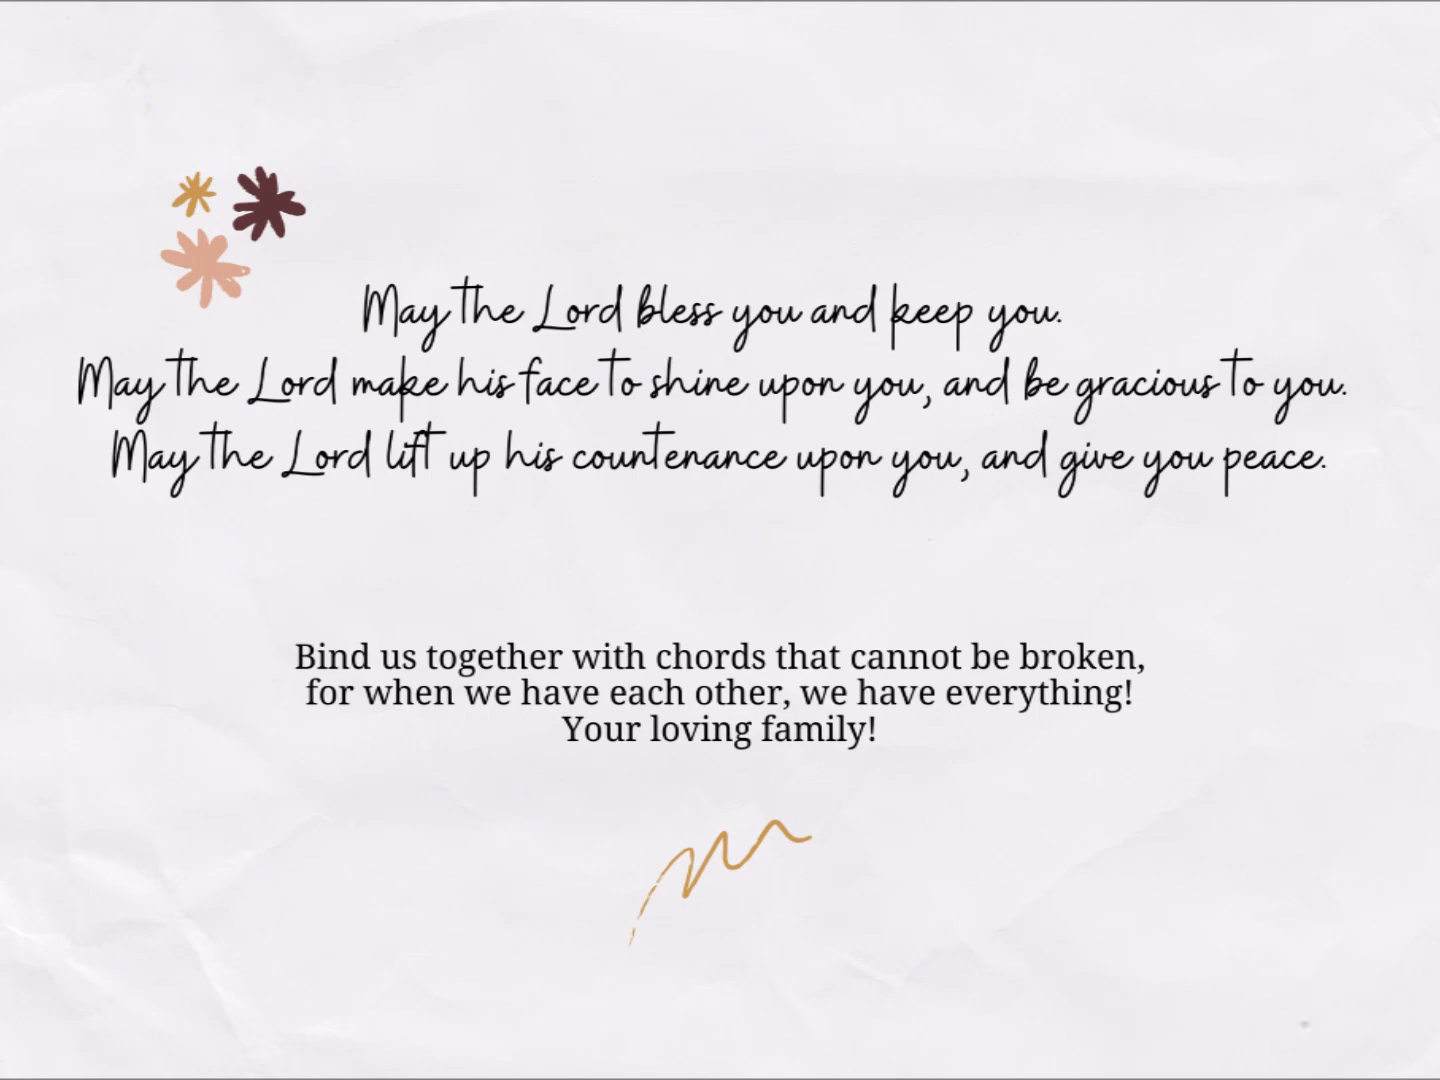 May the Lord bless you and keep you.
May the Lord make his face to shine upon you, and be gracious to you.
May the Lord lift up his countenance upon you, and give you peace.
Bind us together with chords that cannot be broken,
for when we have each other, we have everything!
Your loving family!